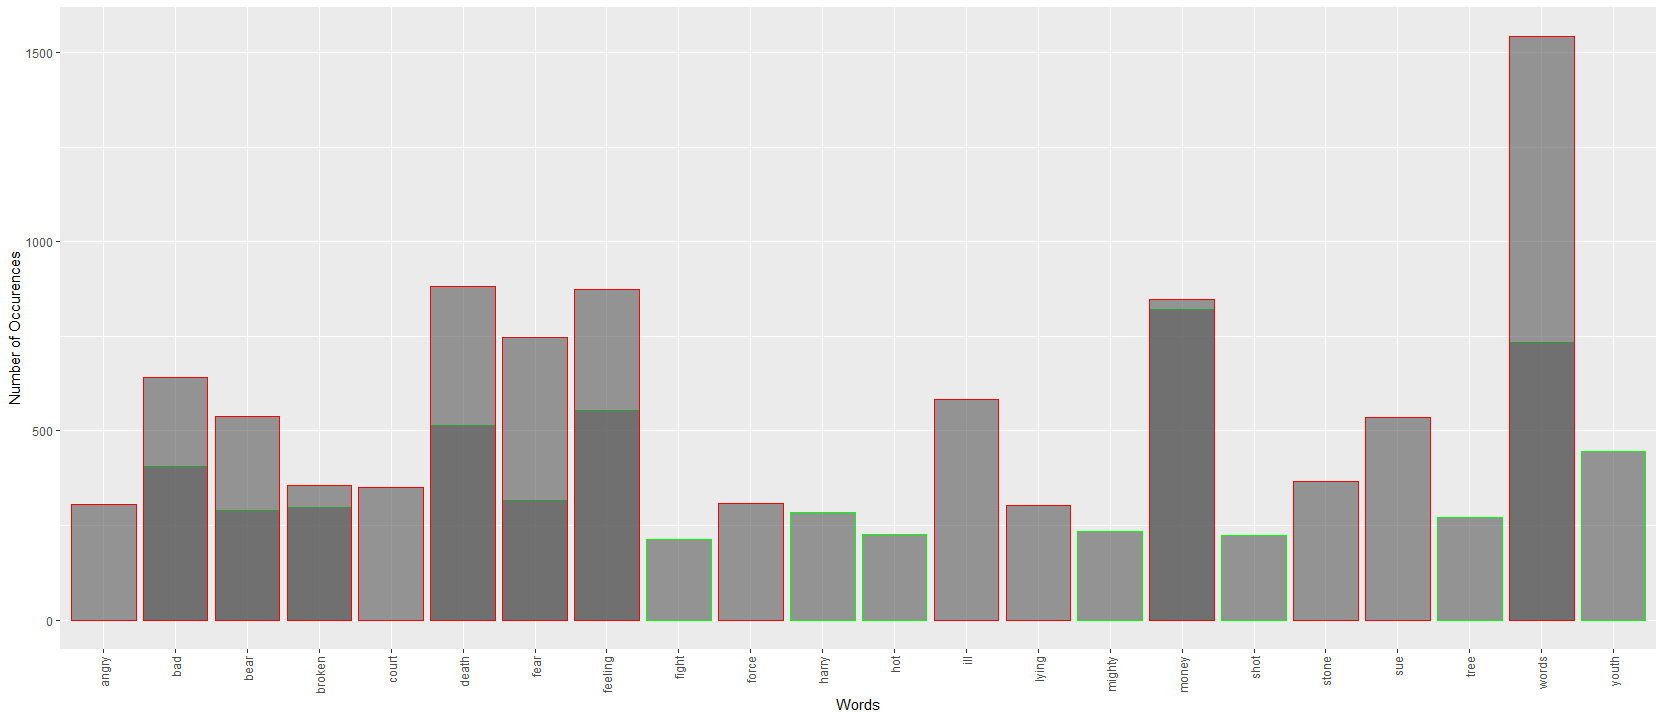 Number of Occurences
1500
1000
500
0
angry
bad
bear
broken
court
death
fear
feeling
fight
force
harry
hot
ill
lying
mighty
money
shot
stone
sue
tree
words
youth
Words